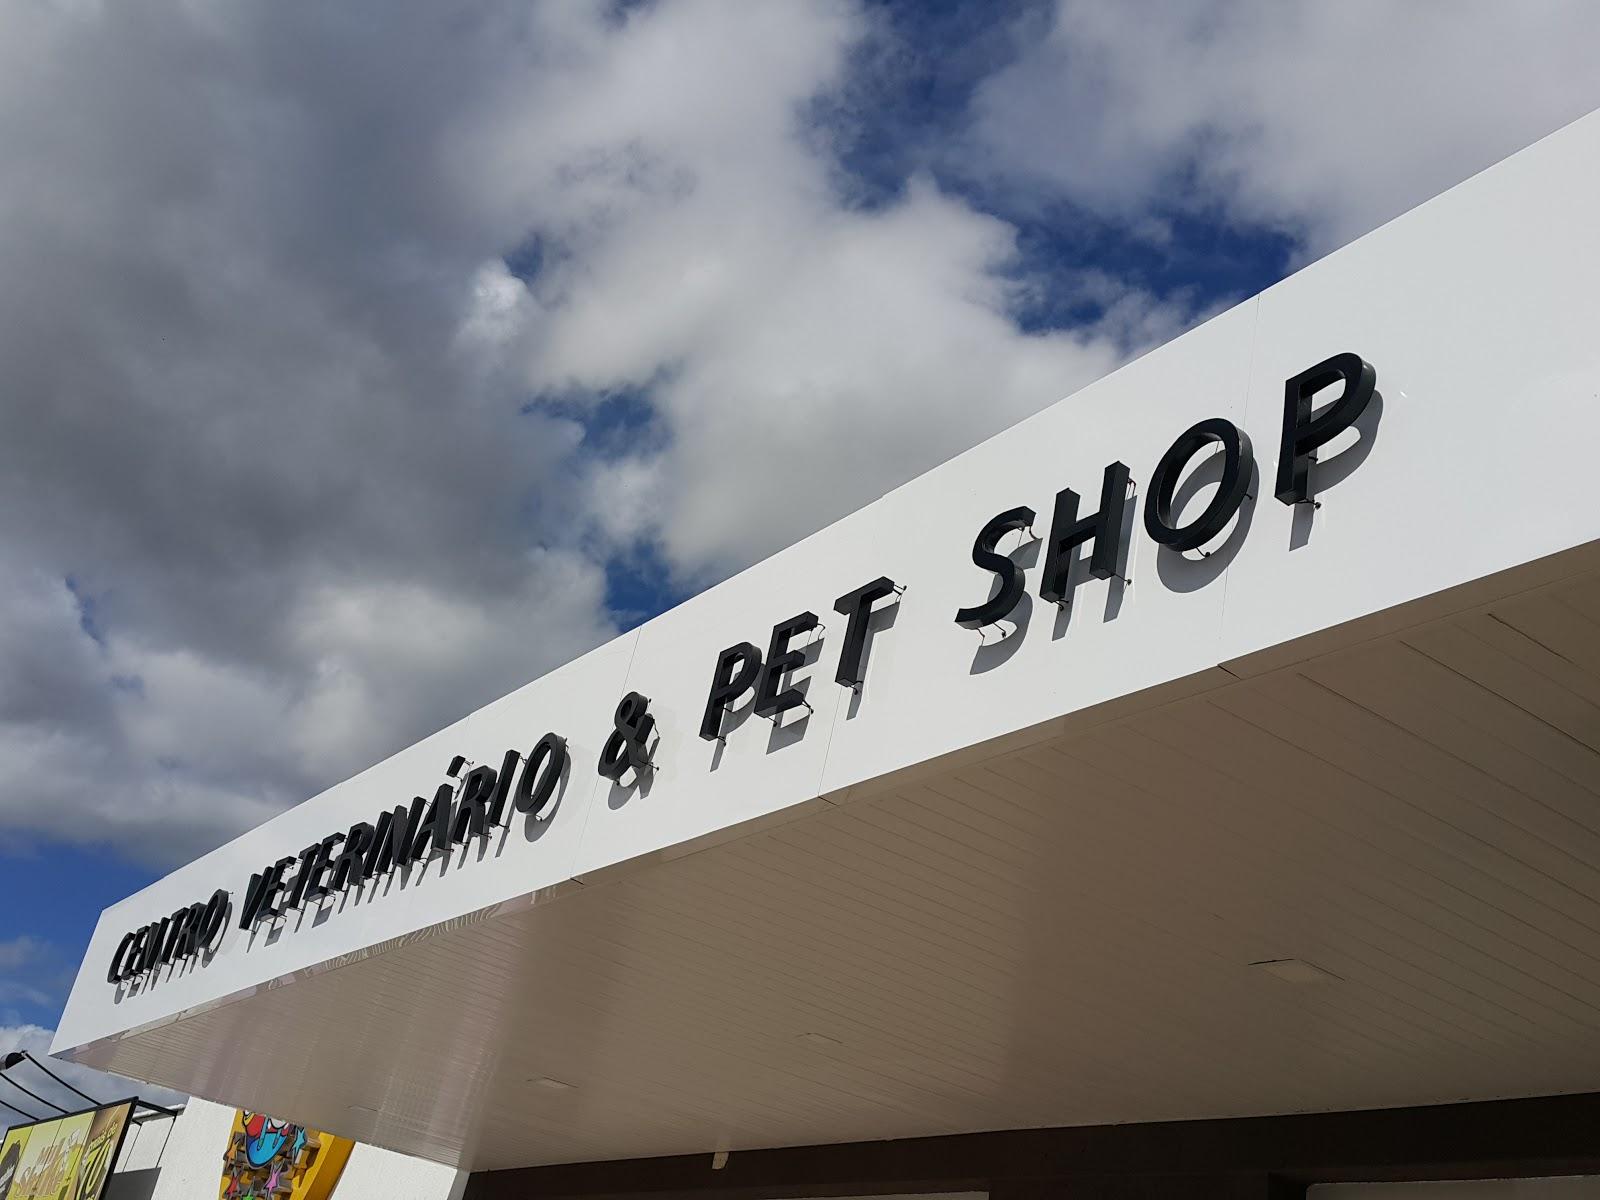 CENTRO VETERINÁRIO & PET SHOP